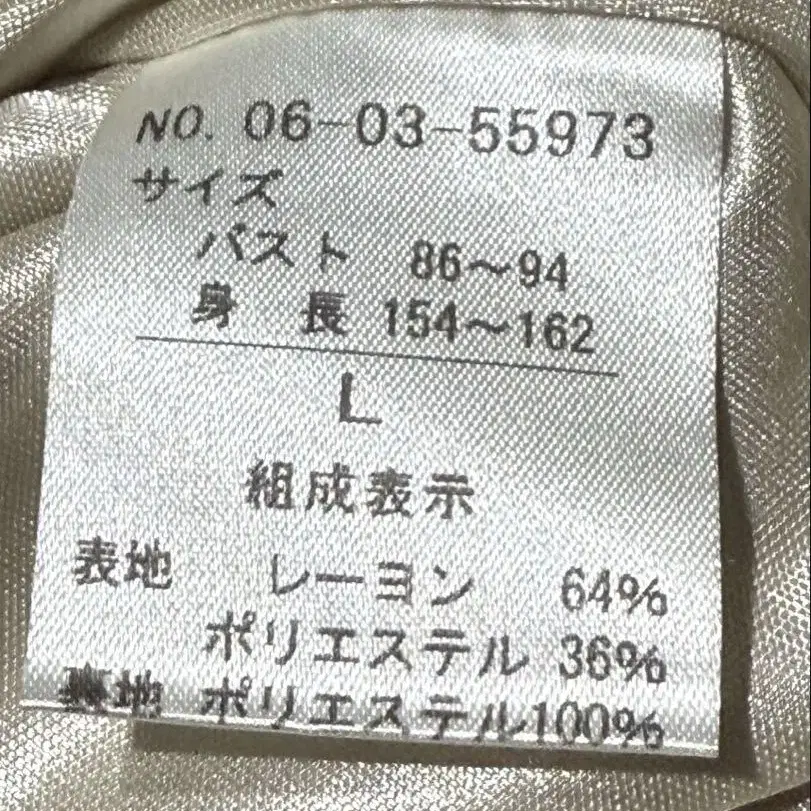 NO. 06-03-55973
サイズ
バスト 86～94
身 長 154～162
L
組成表示
表地 レーヨン 64%
ポリエステル 36%
裏地 ポリエステル100%